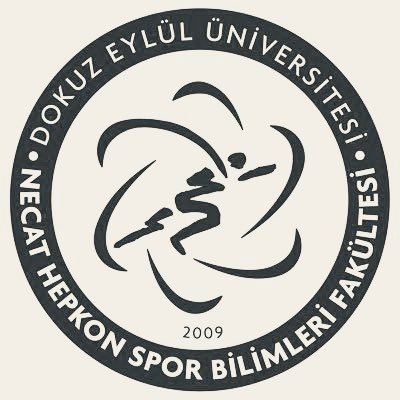 DOKUZ EYLÜL ÜNİVERSİTESİ
NECAT HEPKON SPOR BİLİMLERİ FAKÜLTESİ
2009